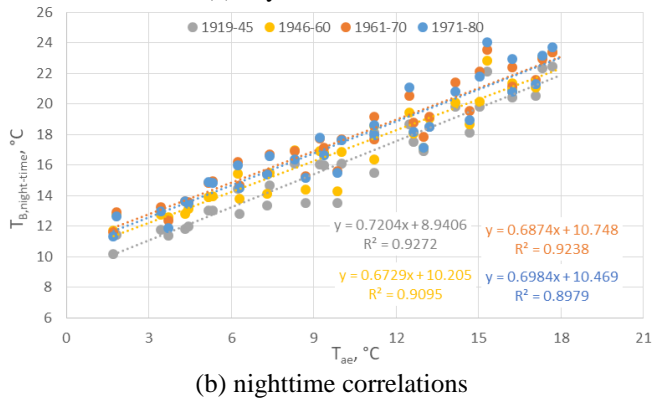 26
24
22
20
18
16
14
12
10
8
6
T_B,night-time, °C
1919-45 1946-60 1961-70 1971-80
y = 0.7204x + 8.9406
R² = 0.9272
y = 0.6874x + 10.748
R² = 0.9238
y = 0.6729x + 10.205
R² = 0.9095
y = 0.6984x + 10.469
R² = 0.8979
0 3 6 9 12 15 18 21
T_ae, °C
(b) nighttime correlations